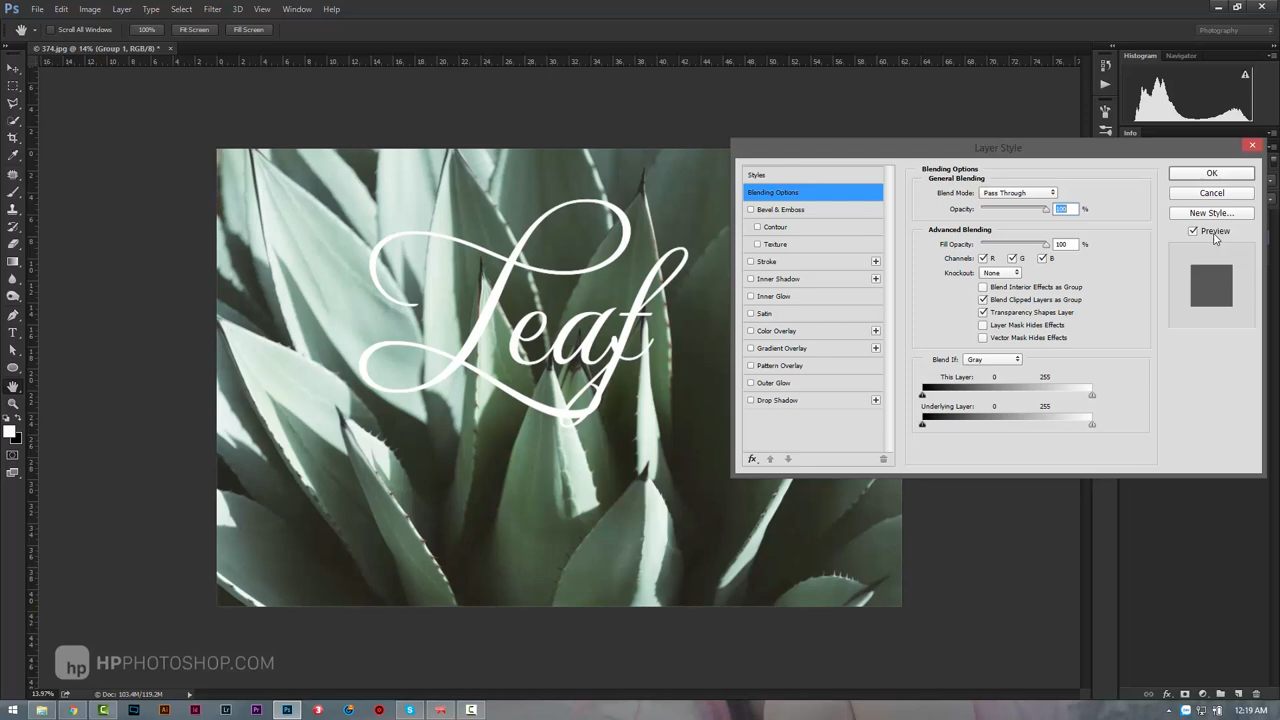 Ps File Edit Image Layer Type Select Filter 3D View Window Help
Scroll All Windows 100% Fit Screen Fill Screen Photography
© 374.jpg @ 14% (Group 1, RGB/8) * ×
Histogram Navigator
Info
Leaf
Layer Style
Styles
Blending Options
Bevel & Emboss
Contour
Texture
Stroke
Inner Shadow
Inner Glow
Satin
Color Overlay
Gradient Overlay
Pattern Overlay
Outer Glow
Drop Shadow
fx
Blending Options
General Blending
Blend Mode: Pass Through
Opacity: 100 %
Advanced Blending
Fill Opacity: 100 %
Channels: R G B
Knockout: None
Blend Interior Effects as Group
Blend Clipped Layers as Group
Transparency Shapes Layer
Layer Mask Hides Effects
Vector Mask Hides Effects
Blend If: Gray
This Layer: 0 255
Underlying Layer: 0 255
OK
Cancel
New Style...
Preview
hp HPPHOTOSHOP.COM
13.97% Doc: 103.4M/119.2M
12:19 AM